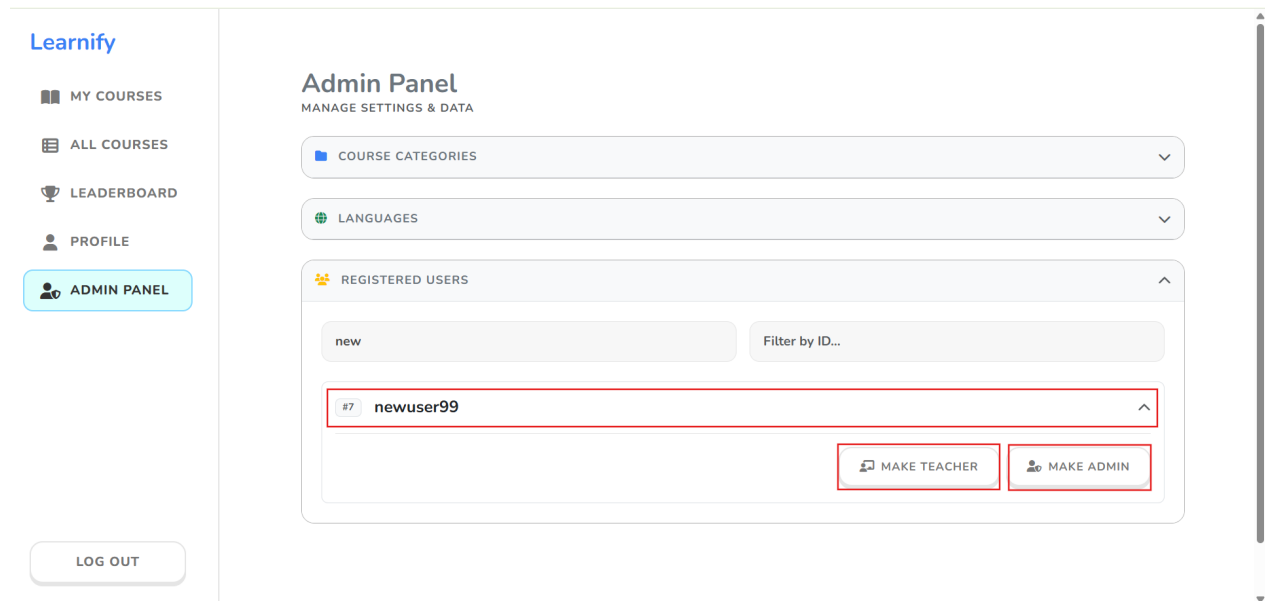 Learnify
MY COURSES
ALL COURSES
LEADERBOARD
PROFILE
ADMIN PANEL
LOG OUT
Admin Panel
MANAGE SETTINGS & DATA
COURSE CATEGORIES
LANGUAGES
REGISTERED USERS
new
Filter by ID...
#7 newuser99
MAKE TEACHER
MAKE ADMIN